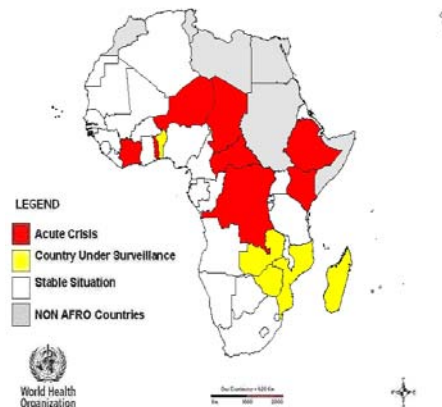 LEGEND
Acute Crisis
Country Under Surveillance
Stable Situation
NON AFRO Countries
World Health
Organization